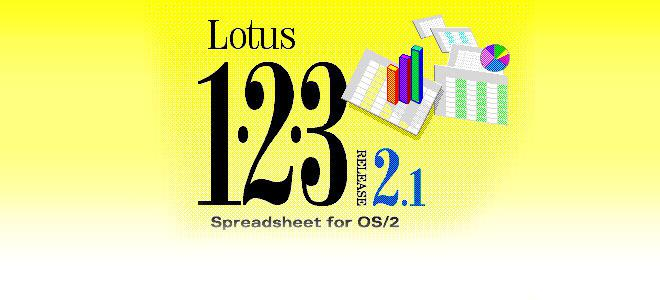 Lotus
1·2·3
RELEASE 2.1
Spreadsheet for OS/2